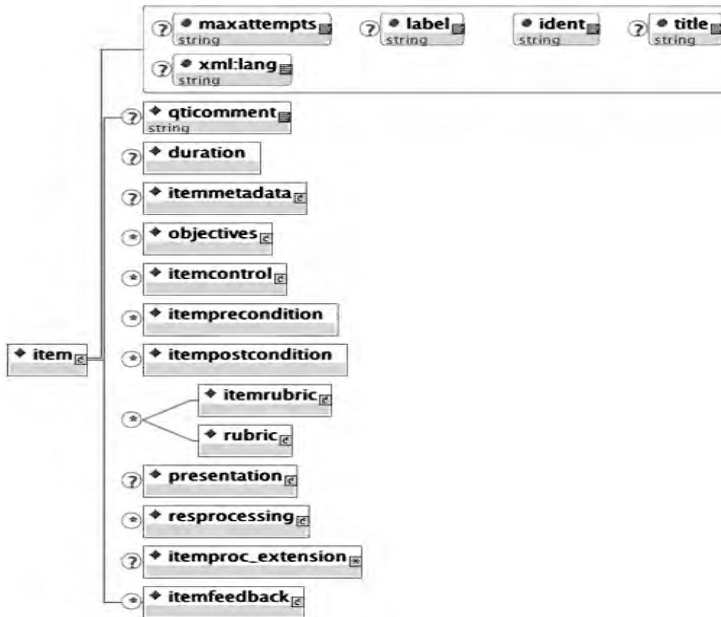 ? maxattempts ? label ident ? title
string string string string
? xml:lang
string
? qticomment
string
? duration
? itemmetadata
* objectives
* itemcontrol
* itemprecondition
item * itempostcondition
itemrubric
*
rubric
? presentation
* resprocessing
? itemproc_extension
* itemfeedback